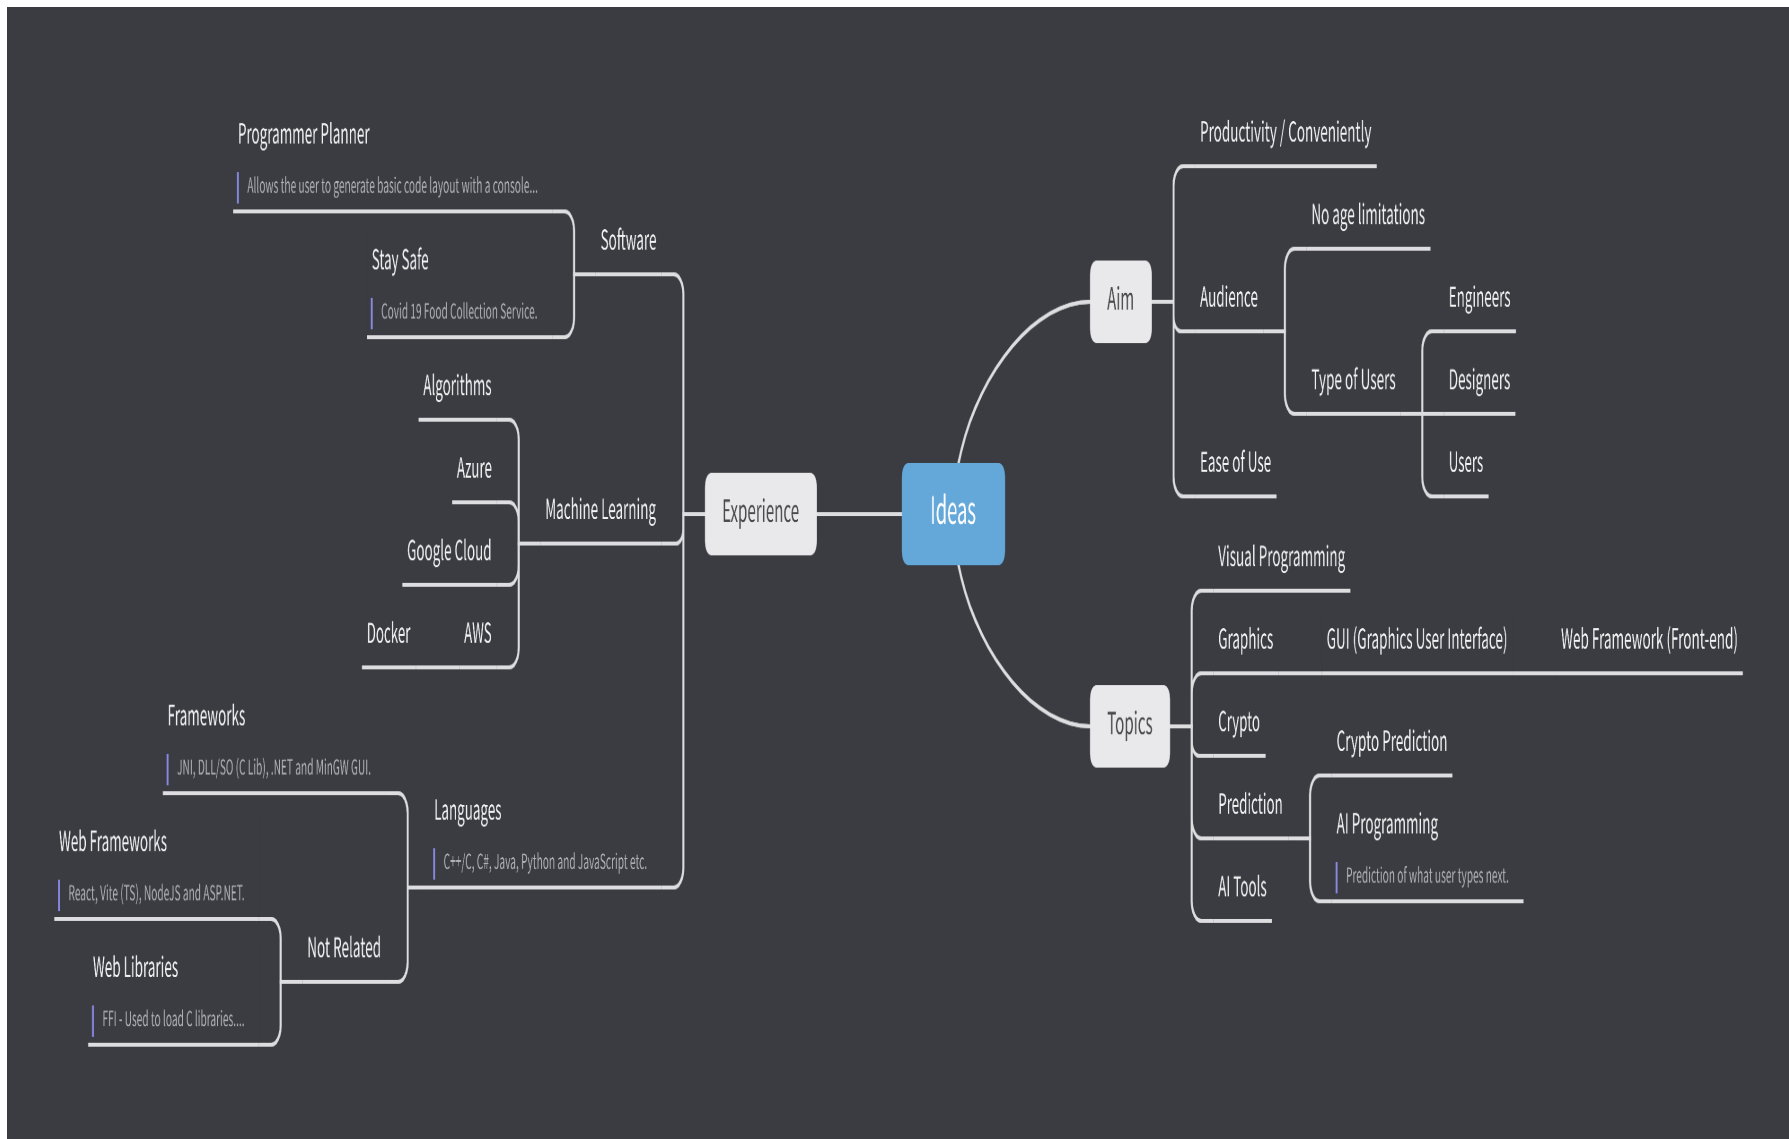 Programmer Planner
Allows the user to generate basic code layout with a console...
Software
Stay Safe
Covid 19 Food Collection Service.
Algorithms
Azure
Machine Learning
Google Cloud
Docker
AWS
Frameworks
JNI, DLL/SO (C Lib), .NET and MinGW GUI.
Languages
C++/C, C#, Java, Python and JavaScript etc.
Web Frameworks
React, Vite (TS), NodeJS and ASP.NET.
Not Related
Web Libraries
FFI - Used to load C libraries....
Experience
Ideas
Aim
Productivity / Conveniently
Audience
No age limitations
Type of Users
Engineers
Designers
Users
Ease of Use
Topics
Visual Programming
Graphics
GUI (Graphics User Interface)
Web Framework (Front-end)
Crypto
Prediction
Crypto Prediction
AI Programming
Prediction of what user types next.
AI Tools